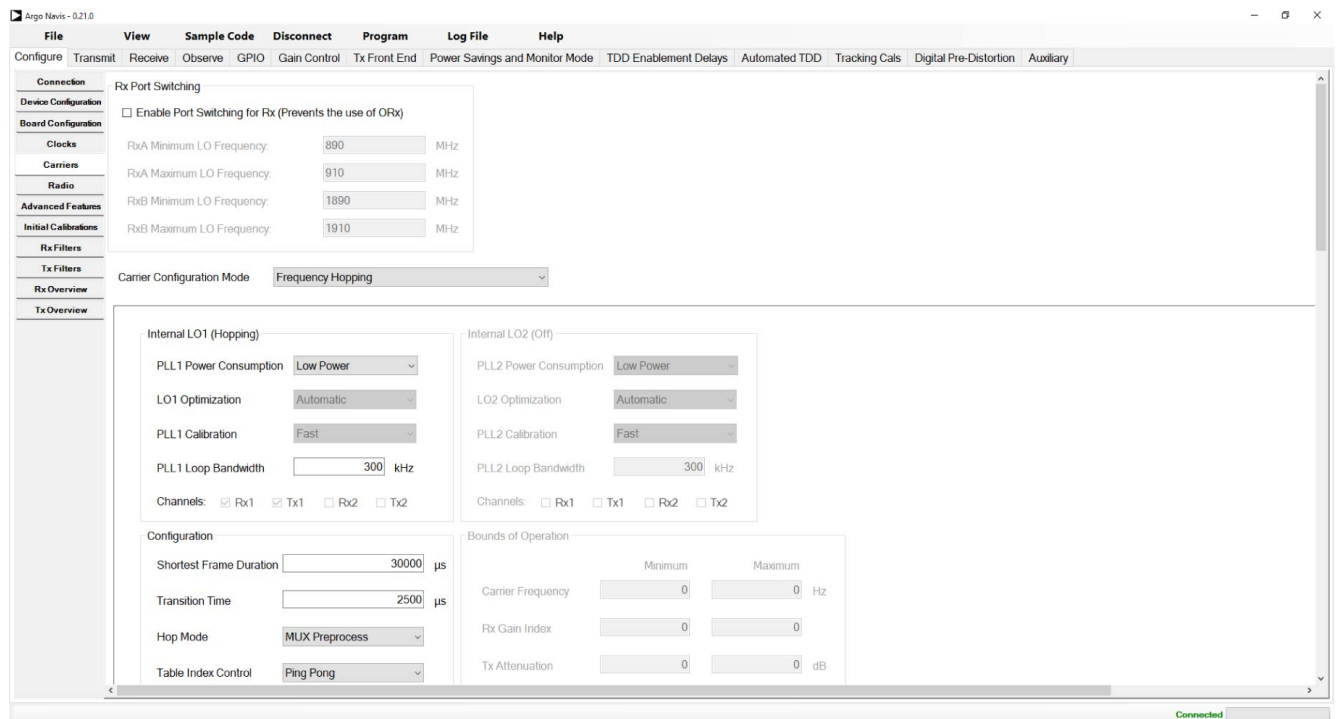 Argo Navis - 0.21.0
File View Sample Code Disconnect Program Log File Help
Configure Transmit Receive Observe GPIO Gain Control Tx Front End Power Savings and Monitor Mode TDD Enablement Delays Automated TDD Tracking Cals Digital Pre-Distortion Auxiliary
Connection
Device Configuration
Board Configuration
Clocks
Carriers
Radio
Advanced Features
Initial Calibrations
Rx Filters
Tx Filters
Rx Overview
Tx Overview
Rx Port Switching
Enable Port Switching for Rx (Prevents the use of ORx)
RxA Minimum LO Frequency: 890 MHz
RxA Maximum LO Frequency: 910 MHz
RxB Minimum LO Frequency: 1890 MHz
RxB Maximum LO Frequency: 1910 MHz
Carrier Configuration Mode Frequency Hopping
Internal LO1 (Hopping)
PLL1 Power Consumption Low Power
LO1 Optimization Automatic
PLL1 Calibration Fast
PLL1 Loop Bandwidth 300 kHz
Channels: Rx1 Tx1 Rx2 Tx2
Internal LO2 (Off)
PLL2 Power Consumption Low Power
LO2 Optimization Automatic
PLL2 Calibration Fast
PLL2 Loop Bandwidth 300 kHz
Channels: Rx1 Tx1 Rx2 Tx2
Configuration
Shortest Frame Duration 30000 µs
Transition Time 2500 µs
Hop Mode MUX Preprocess
Table Index Control Ping Pong
Bounds of Operation
Minimum Maximum
Carrier Frequency 0 0 Hz
Rx Gain Index 0 0
Tx Attenuation 0 0 dB
Connected